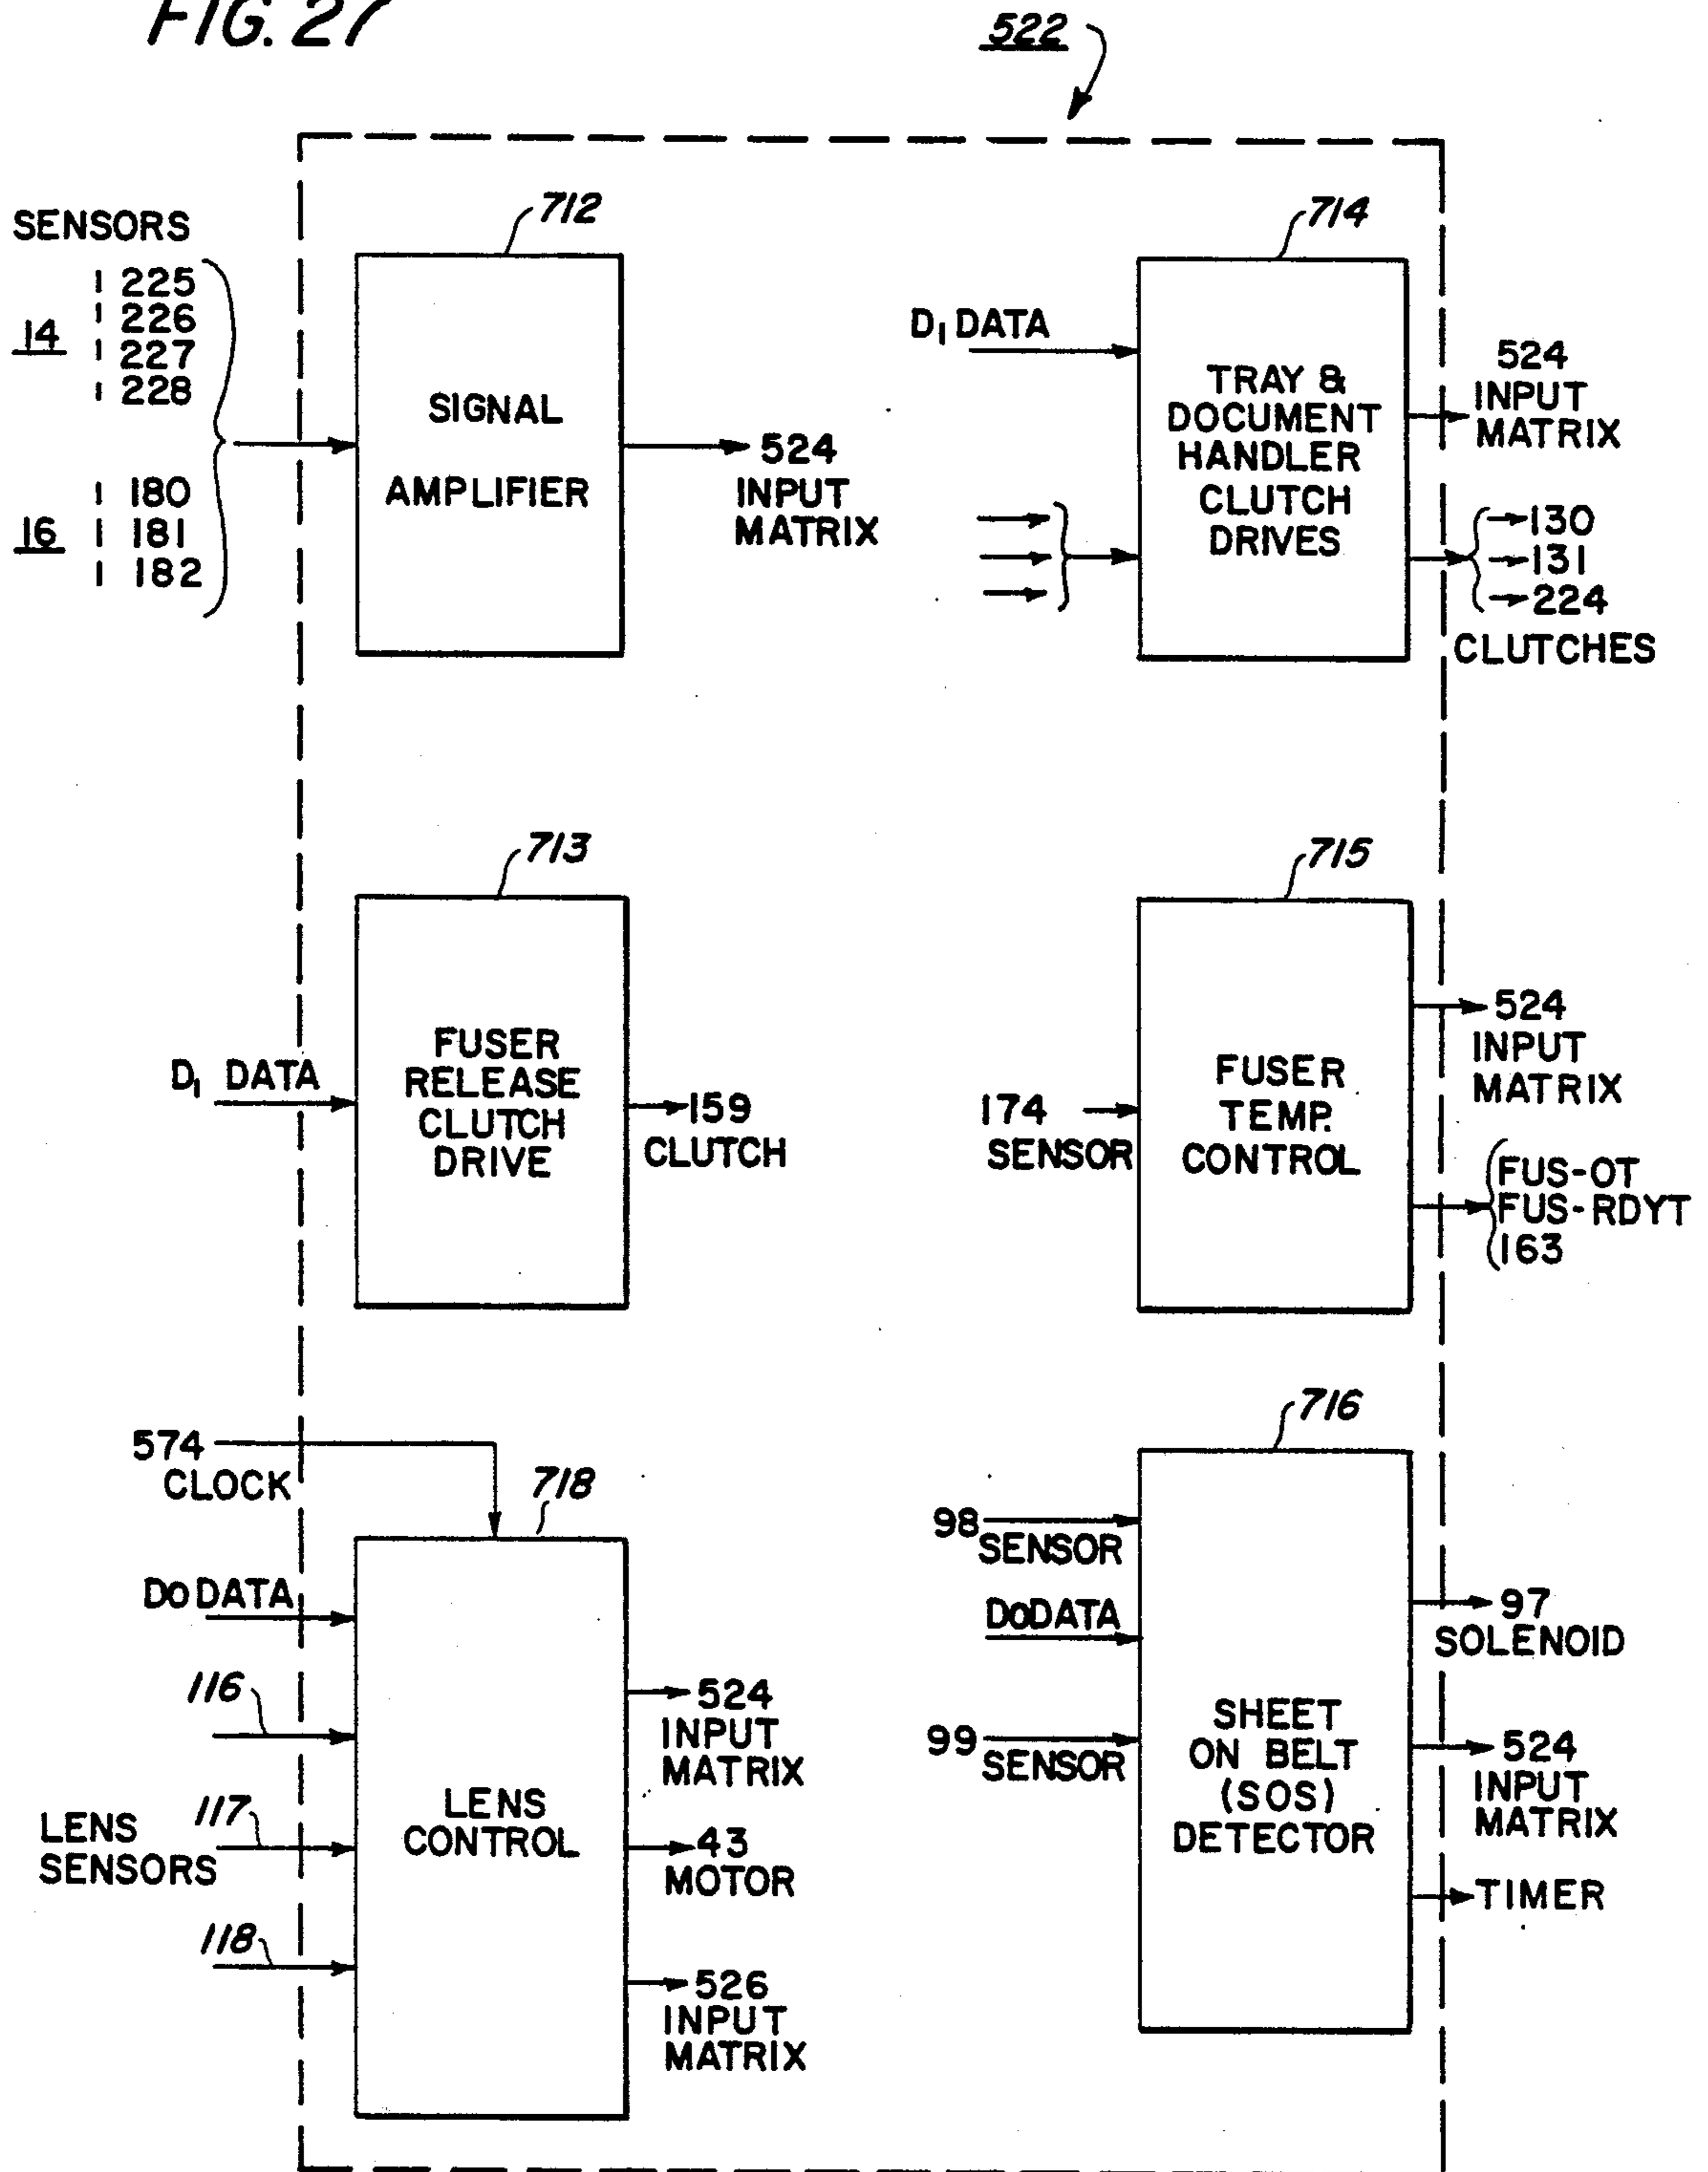 FIG. 27
522
SENSORS
14
225
226
227
228
16
180
181
182
712
SIGNAL
AMPLIFIER
524
INPUT
MATRIX
714
D1 DATA
TRAY &
DOCUMENT
HANDLER
CLUTCH
DRIVES
524
INPUT
MATRIX
130
131
224
CLUTCHES
713
D1 DATA
FUSER
RELEASE
CLUTCH
DRIVE
159
CLUTCH
715
174
SENSOR
FUSER
TEMP.
CONTROL
524
INPUT
MATRIX
FUS-OT
FUS-RDYT
163
574
CLOCK
718
DO DATA
116
LENS
SENSORS
117
118
LENS
CONTROL
524
INPUT
MATRIX
43
MOTOR
526
INPUT
MATRIX
716
98
SENSOR
DO DATA
99
SENSOR
SHEET
ON BELT
(SOS)
DETECTOR
97
SOLENOID
524
INPUT
MATRIX
TIMER